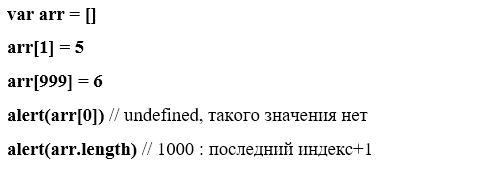 var arr = []
arr[1] = 5
arr[999] = 6
alert(arr[0]) // undefined, такого значения нет
alert(arr.length) // 1000 : последний индекс+1